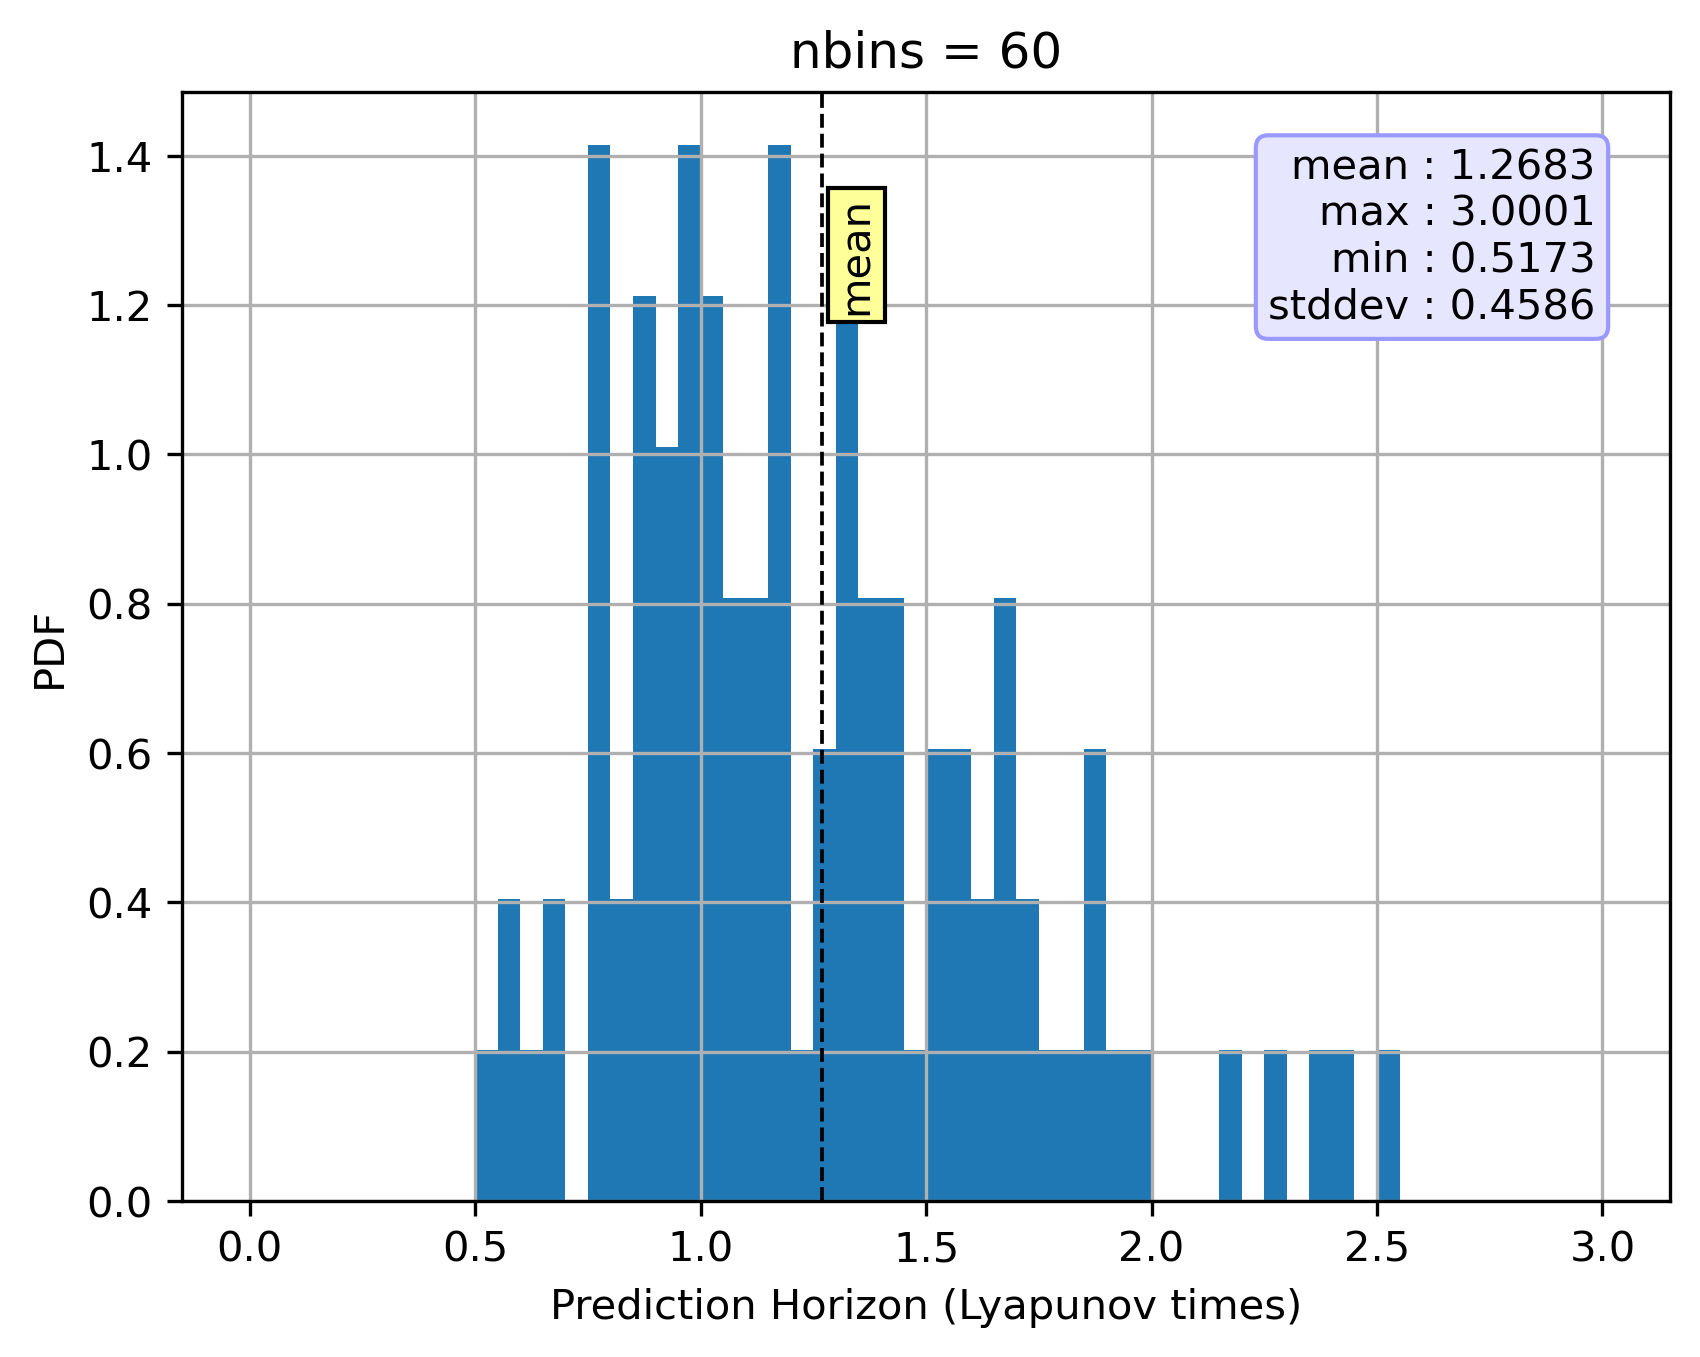 nbins = 60
mean : 1.2683
max : 3.0001
min : 0.5173
stddev : 0.4586
mean
PDF
1.4
1.2
1.0
0.8
0.6
0.4
0.2
0.0
0.0 0.5 1.0 1.5 2.0 2.5 3.0
Prediction Horizon (Lyapunov times)